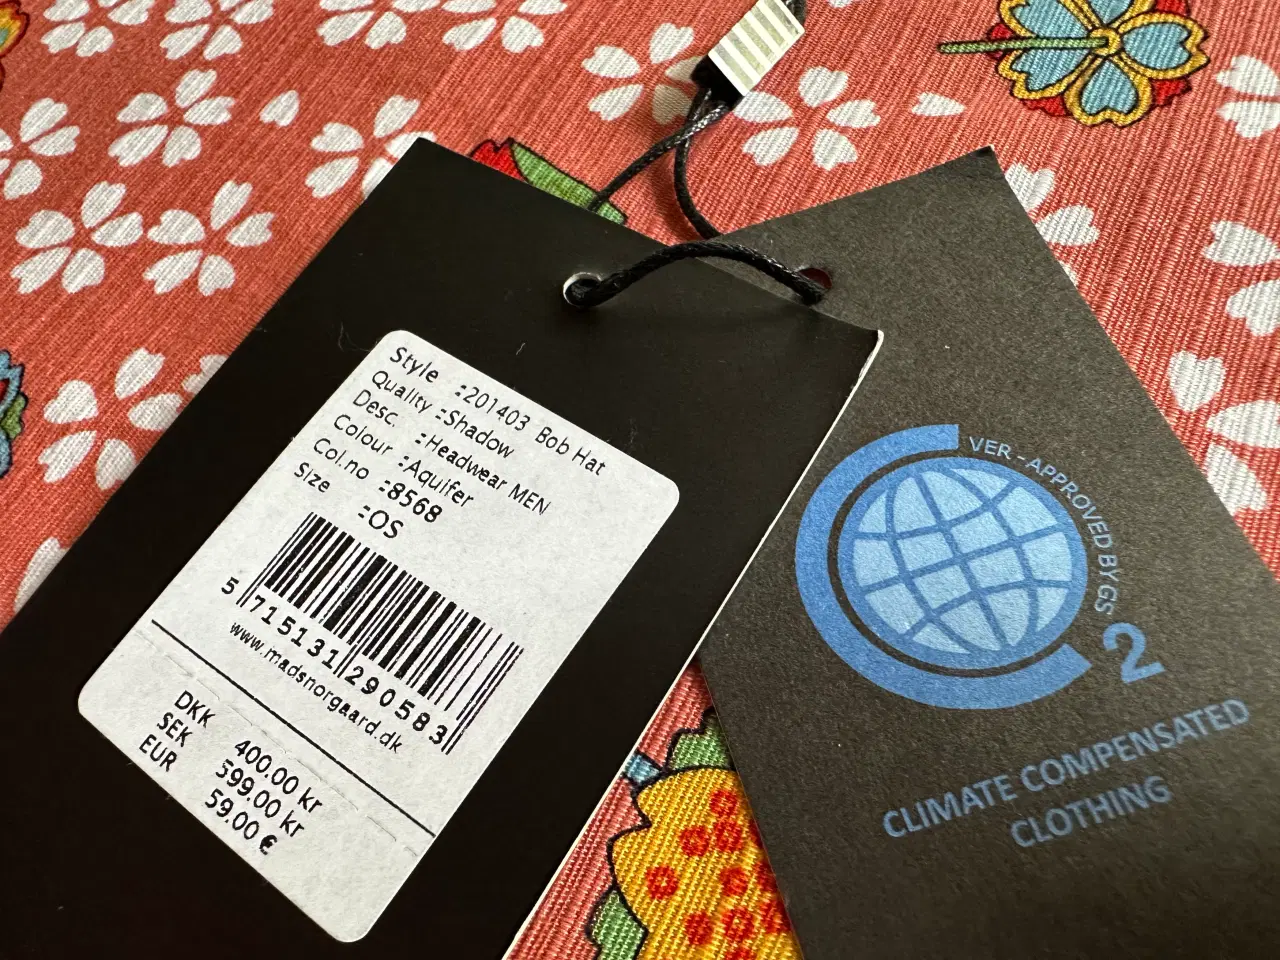 Style :201403 Bob Hat
Quality :Shadow
Desc. :Headwear MEN
Colour :Aquifer
Col.no :8568
Size :OS
5 715131 290583
www.madsnorgaard.dk
DKK 400.00 kr
SEK 599.00 kr
EUR 59.00 €
VER - APPROVED BY GS
2
CLIMATE COMPENSATED
CLOTHING